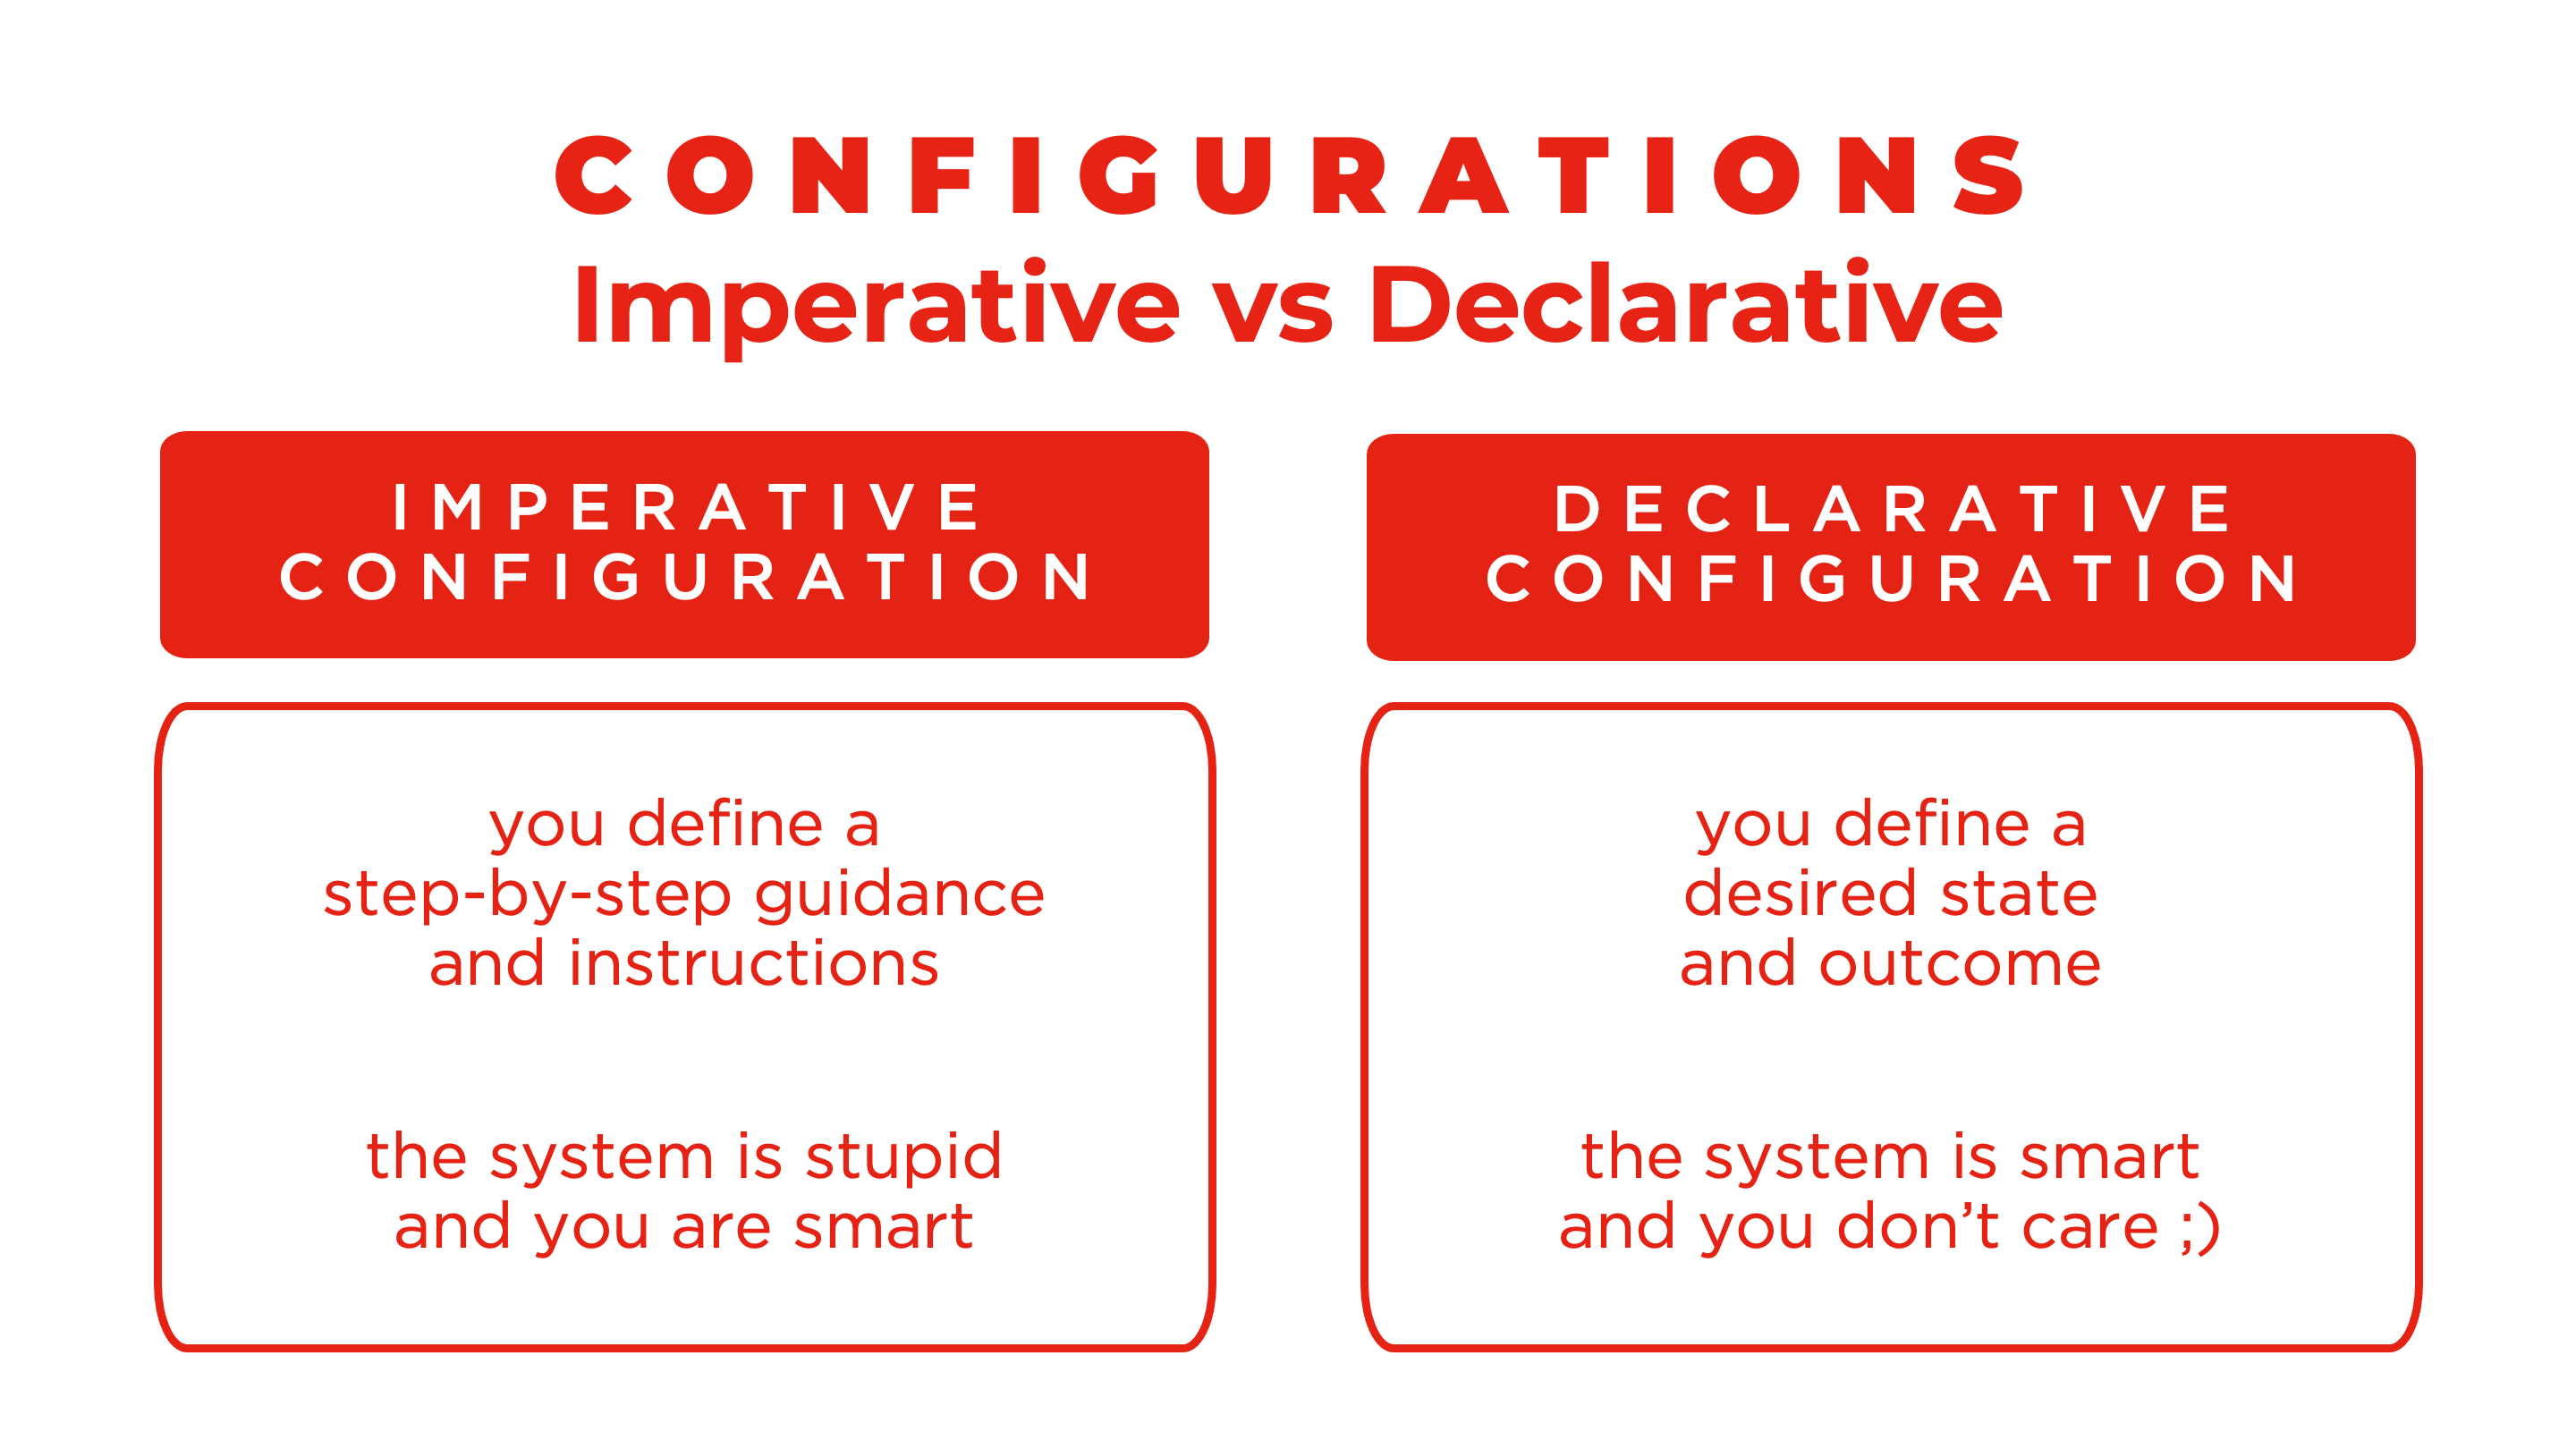 CONFIGURATIONS
Imperative vs Declarative
IMPERATIVE
CONFIGURATION
you define a
step-by-step guidance
and instructions
the system is stupid
and you are smart
DECLARATIVE
CONFIGURATION
you define a
desired state
and outcome
the system is smart
and you don’t care ;)